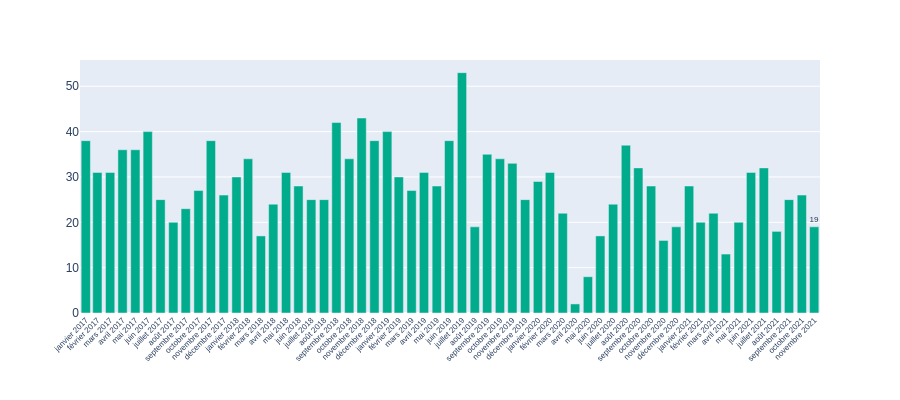 50
40
30
20
10
0
19
janvier 2017
février 2017
mars 2017
avril 2017
mai 2017
juin 2017
juillet 2017
août 2017
septembre 2017
octobre 2017
novembre 2017
décembre 2017
janvier 2018
février 2018
mars 2018
avril 2018
mai 2018
juin 2018
juillet 2018
août 2018
septembre 2018
octobre 2018
novembre 2018
décembre 2018
janvier 2019
février 2019
mars 2019
avril 2019
mai 2019
juin 2019
juillet 2019
août 2019
septembre 2019
octobre 2019
novembre 2019
décembre 2019
janvier 2020
février 2020
mars 2020
avril 2020
mai 2020
juin 2020
juillet 2020
août 2020
septembre 2020
octobre 2020
novembre 2020
décembre 2020
janvier 2021
février 2021
mars 2021
avril 2021
mai 2021
juin 2021
juillet 2021
août 2021
septembre 2021
octobre 2021
novembre 2021